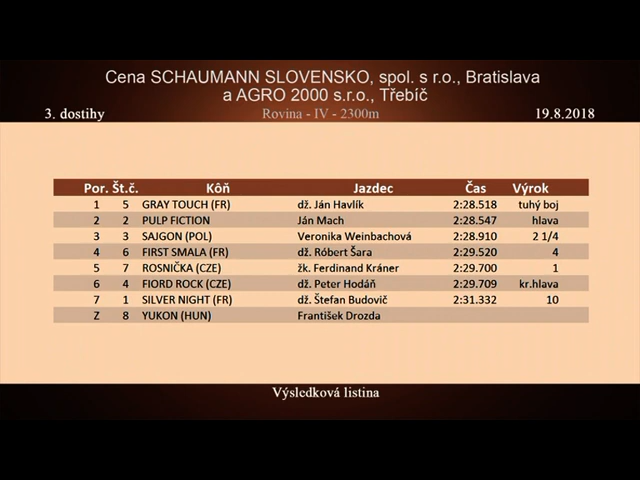 Cena SCHAUMANN SLOVENSKO, spol. s r.o., Bratislava
a AGRO 2000 s.r.o., Třebíč
3. dostihy Rovina - IV - 2300m 19.8.2018
Por. Št.č. Kôň Jazdec Čas Výrok
1 5 GRAY TOUCH (FR) dž. Ján Havlík 2:28.518 tuhý boj
2 2 PULP FICTION Ján Mach 2:28.547 hlava
3 3 SAJGON (POL) Veronika Weinbachová 2:28.910 2 1/4
4 6 FIRST SMALA (FR) dž. Róbert Šara 2:29.520 4
5 7 ROSNIČKA (CZE) žk. Ferdinand Kráner 2:29.700 1
6 4 FIORD ROCK (CZE) dž. Peter Hodáň 2:29.709 kr.hlava
7 1 SILVER NIGHT (FR) dž. Štefan Budovič 2:31.332 10
Z 8 YUKON (HUN) František Drozda
Výsledková listina